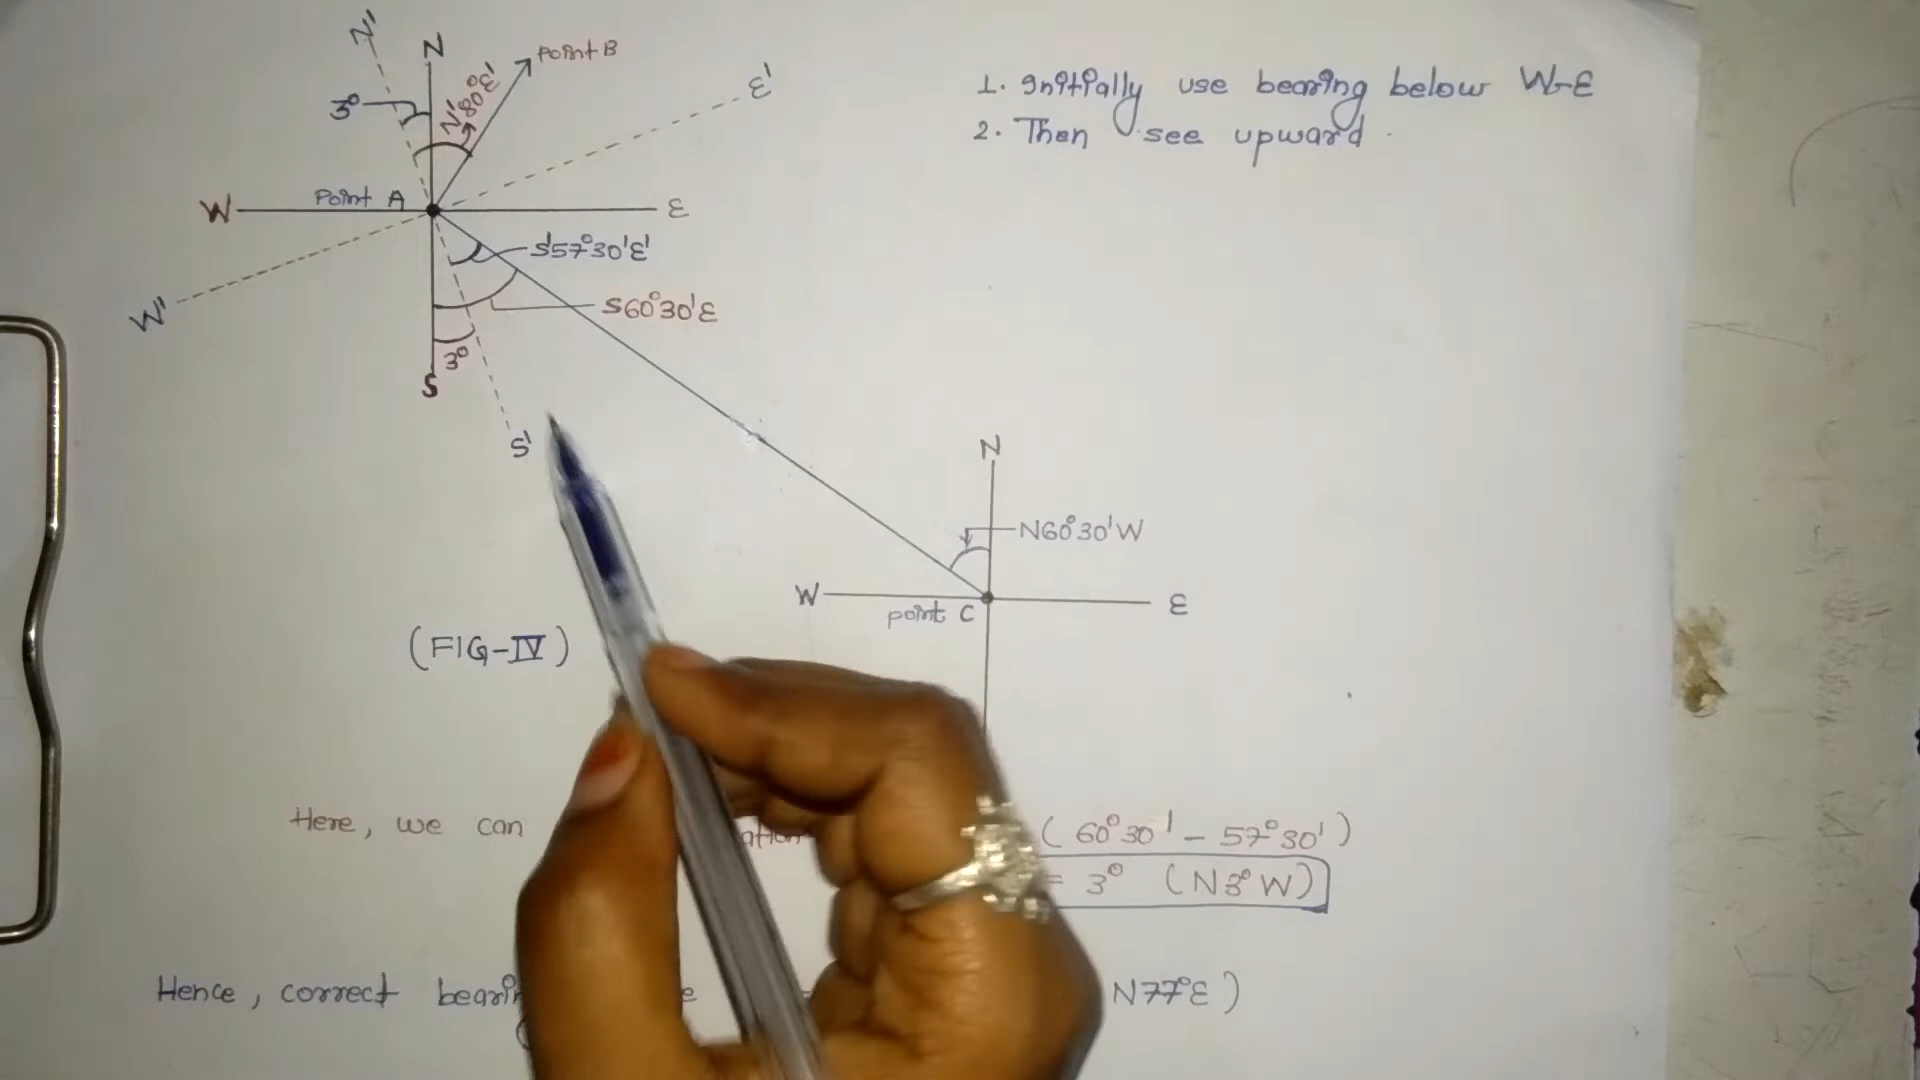 N'
N
Point B
3°
N'80°E'
E'
1. Initially use bearing below W-E
2. Then see upward.
W
Point A
E
S'57°30'E'
W'
S60°30'E
3°
S
S'
N
N60°30'W
W
point C
E
(FIG-IV)
Here, we can (60°30' - 57°30')
= 3° (N3°W)
Hence, correct N77°E)